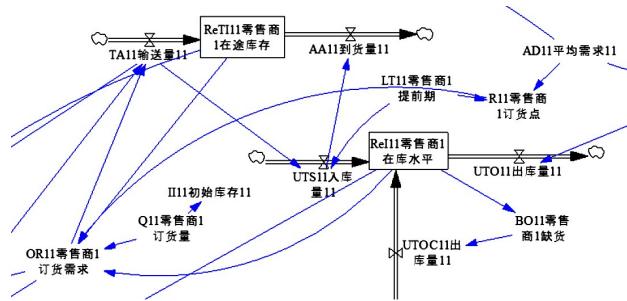 ReTI11零售商
1在途库存
TA11输送量11
AA11到货量11
AD11平均需求11
LT11零售商1
提前期
R11零售商
1订货点
ReI11零售商1
在库水平
UTS11入库
量11
UTO11出库量11
II11初始库存11
Q11零售商1
订货量
BO11零售
商1缺货
OR11零售商1
订货需求
UTOC11出
库量11